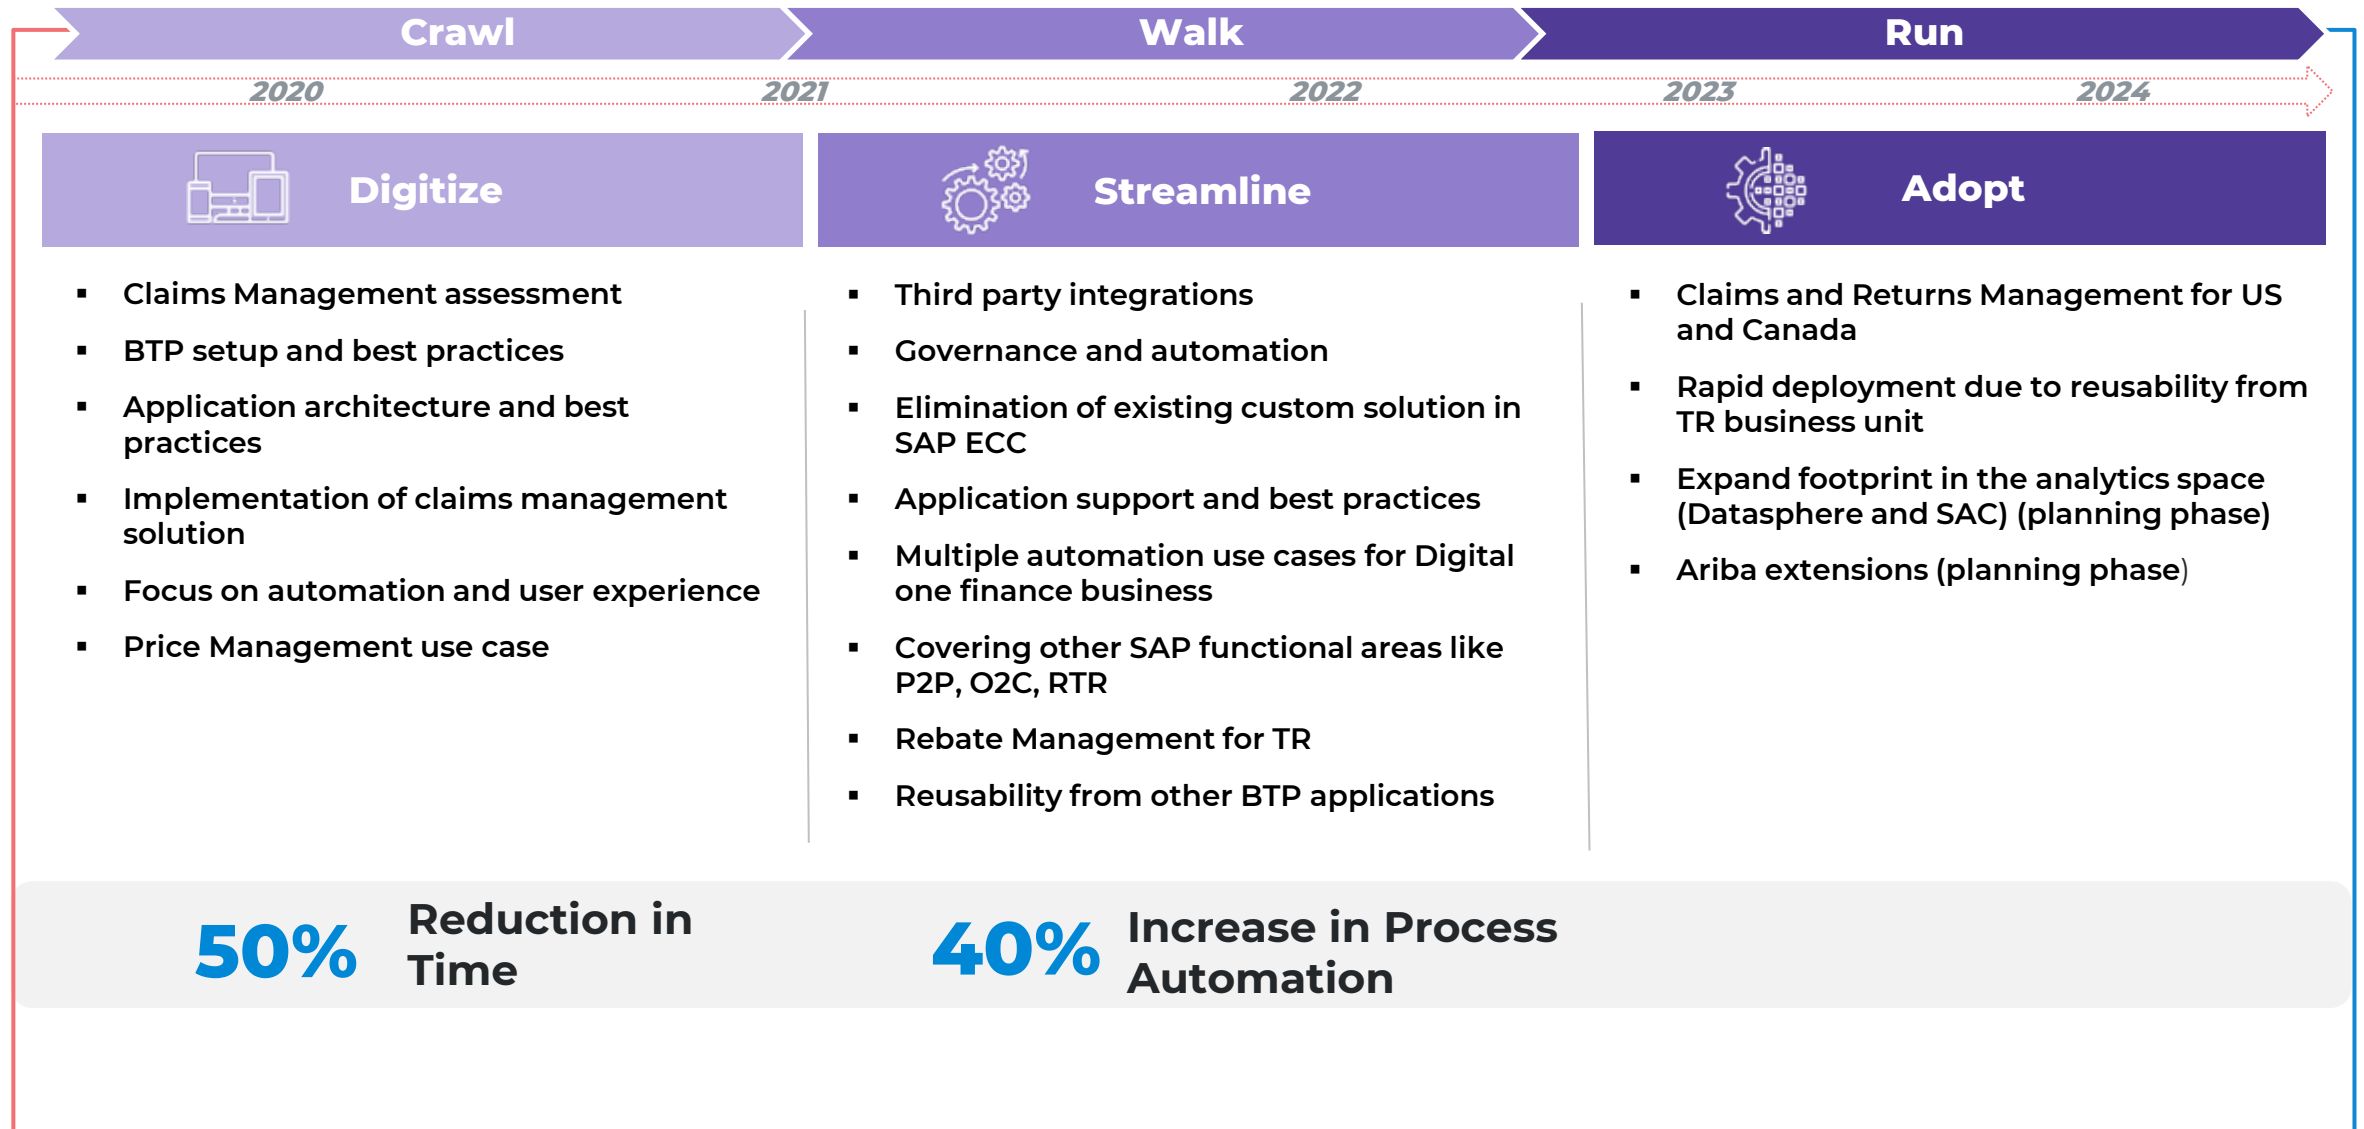 Crawl
Walk
Run
2020
2021
2022
2023
2024
Digitize
▪ Claims Management assessment
▪ BTP setup and best practices
▪ Application architecture and best
practices
▪ Implementation of claims management
solution
▪ Focus on automation and user experience
▪ Price Management use case
Streamline
▪ Third party integrations
▪ Governance and automation
▪ Elimination of existing custom solution in
SAP ECC
▪ Application support and best practices
▪ Multiple automation use cases for Digital
one finance business
▪ Covering other SAP functional areas like
P2P, O2C, RTR
▪ Rebate Management for TR
▪ Reusability from other BTP applications
Adopt
▪ Claims and Returns Management for US
and Canada
▪ Rapid deployment due to reusability from
TR business unit
▪ Expand footprint in the analytics space
(Datasphere and SAC) (planning phase)
▪ Ariba extensions (planning phase)
50%
Reduction in
Time
40%
Increase in Process
Automation